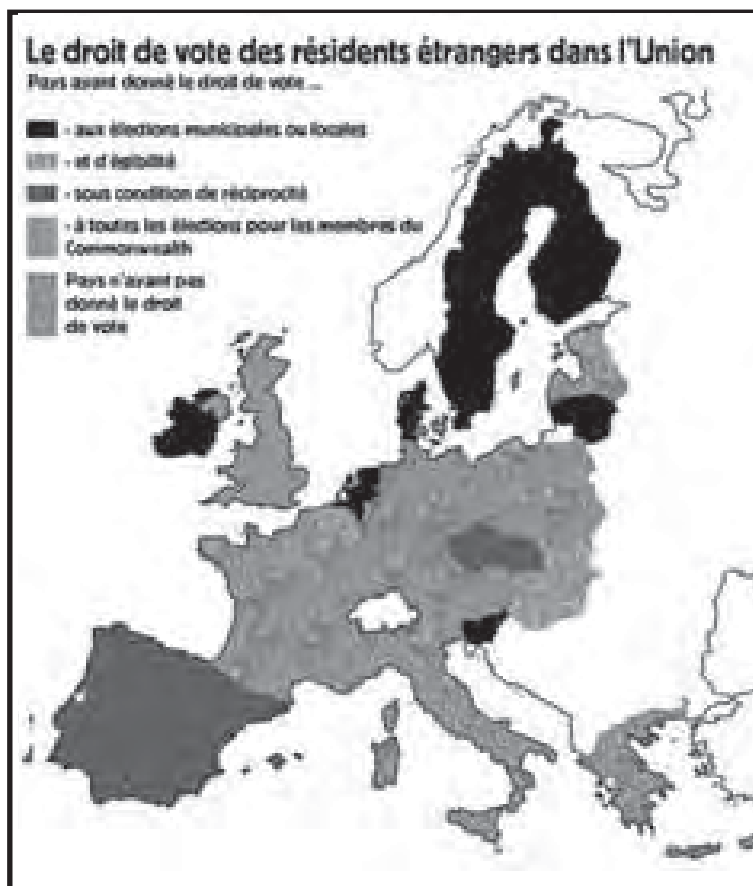 Le droit de vote des résidents étrangers dans l'Union
Pays ayant donné le droit de vote ...
- aux élections municipales ou locales
- et d'égibilité
- sous condition de réciprocité
- à toutes les élections pour les membres du
Commonwealth
Pays n'ayant pas
donné le droit
de vote